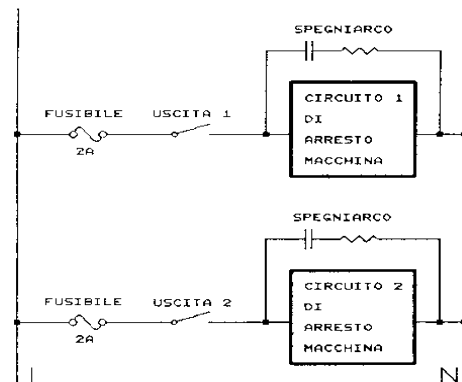 SPEGNIARCO
FUSIBILE USCITA 1
2A
CIRCUITO 1
DI
ARRESTO
MACCHINA
SPEGNIARCO
FUSIBILE USCITA 2
2A
CIRCUITO 2
DI
ARRESTO
MACCHINA
N